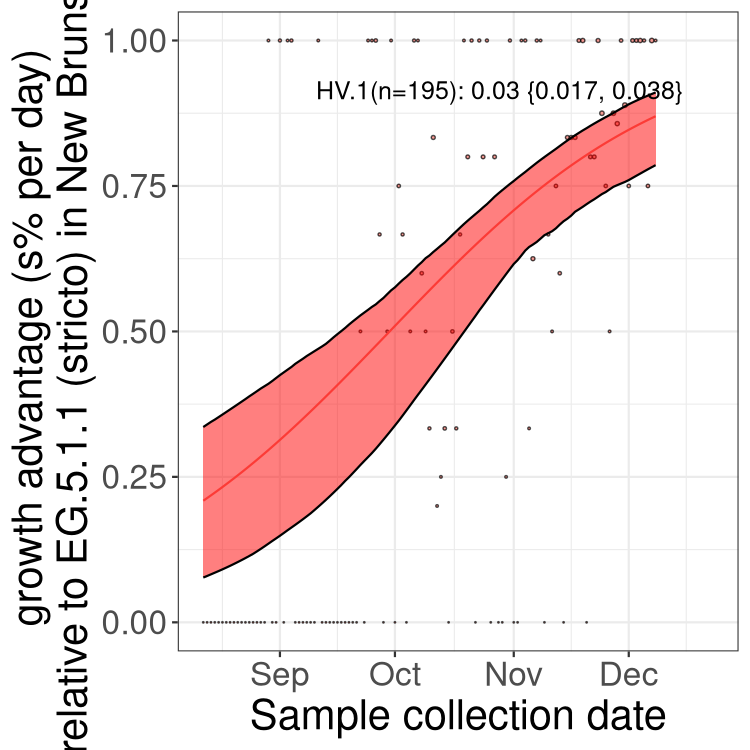 growth advantage (s% per day)
relative to EG.5.1.1 (stricto) in New Bruns
1.00
0.75
0.50
0.25
0.00
HV.1(n=195): 0.03 {0.017, 0.038}
Sep Oct Nov Dec
Sample collection date